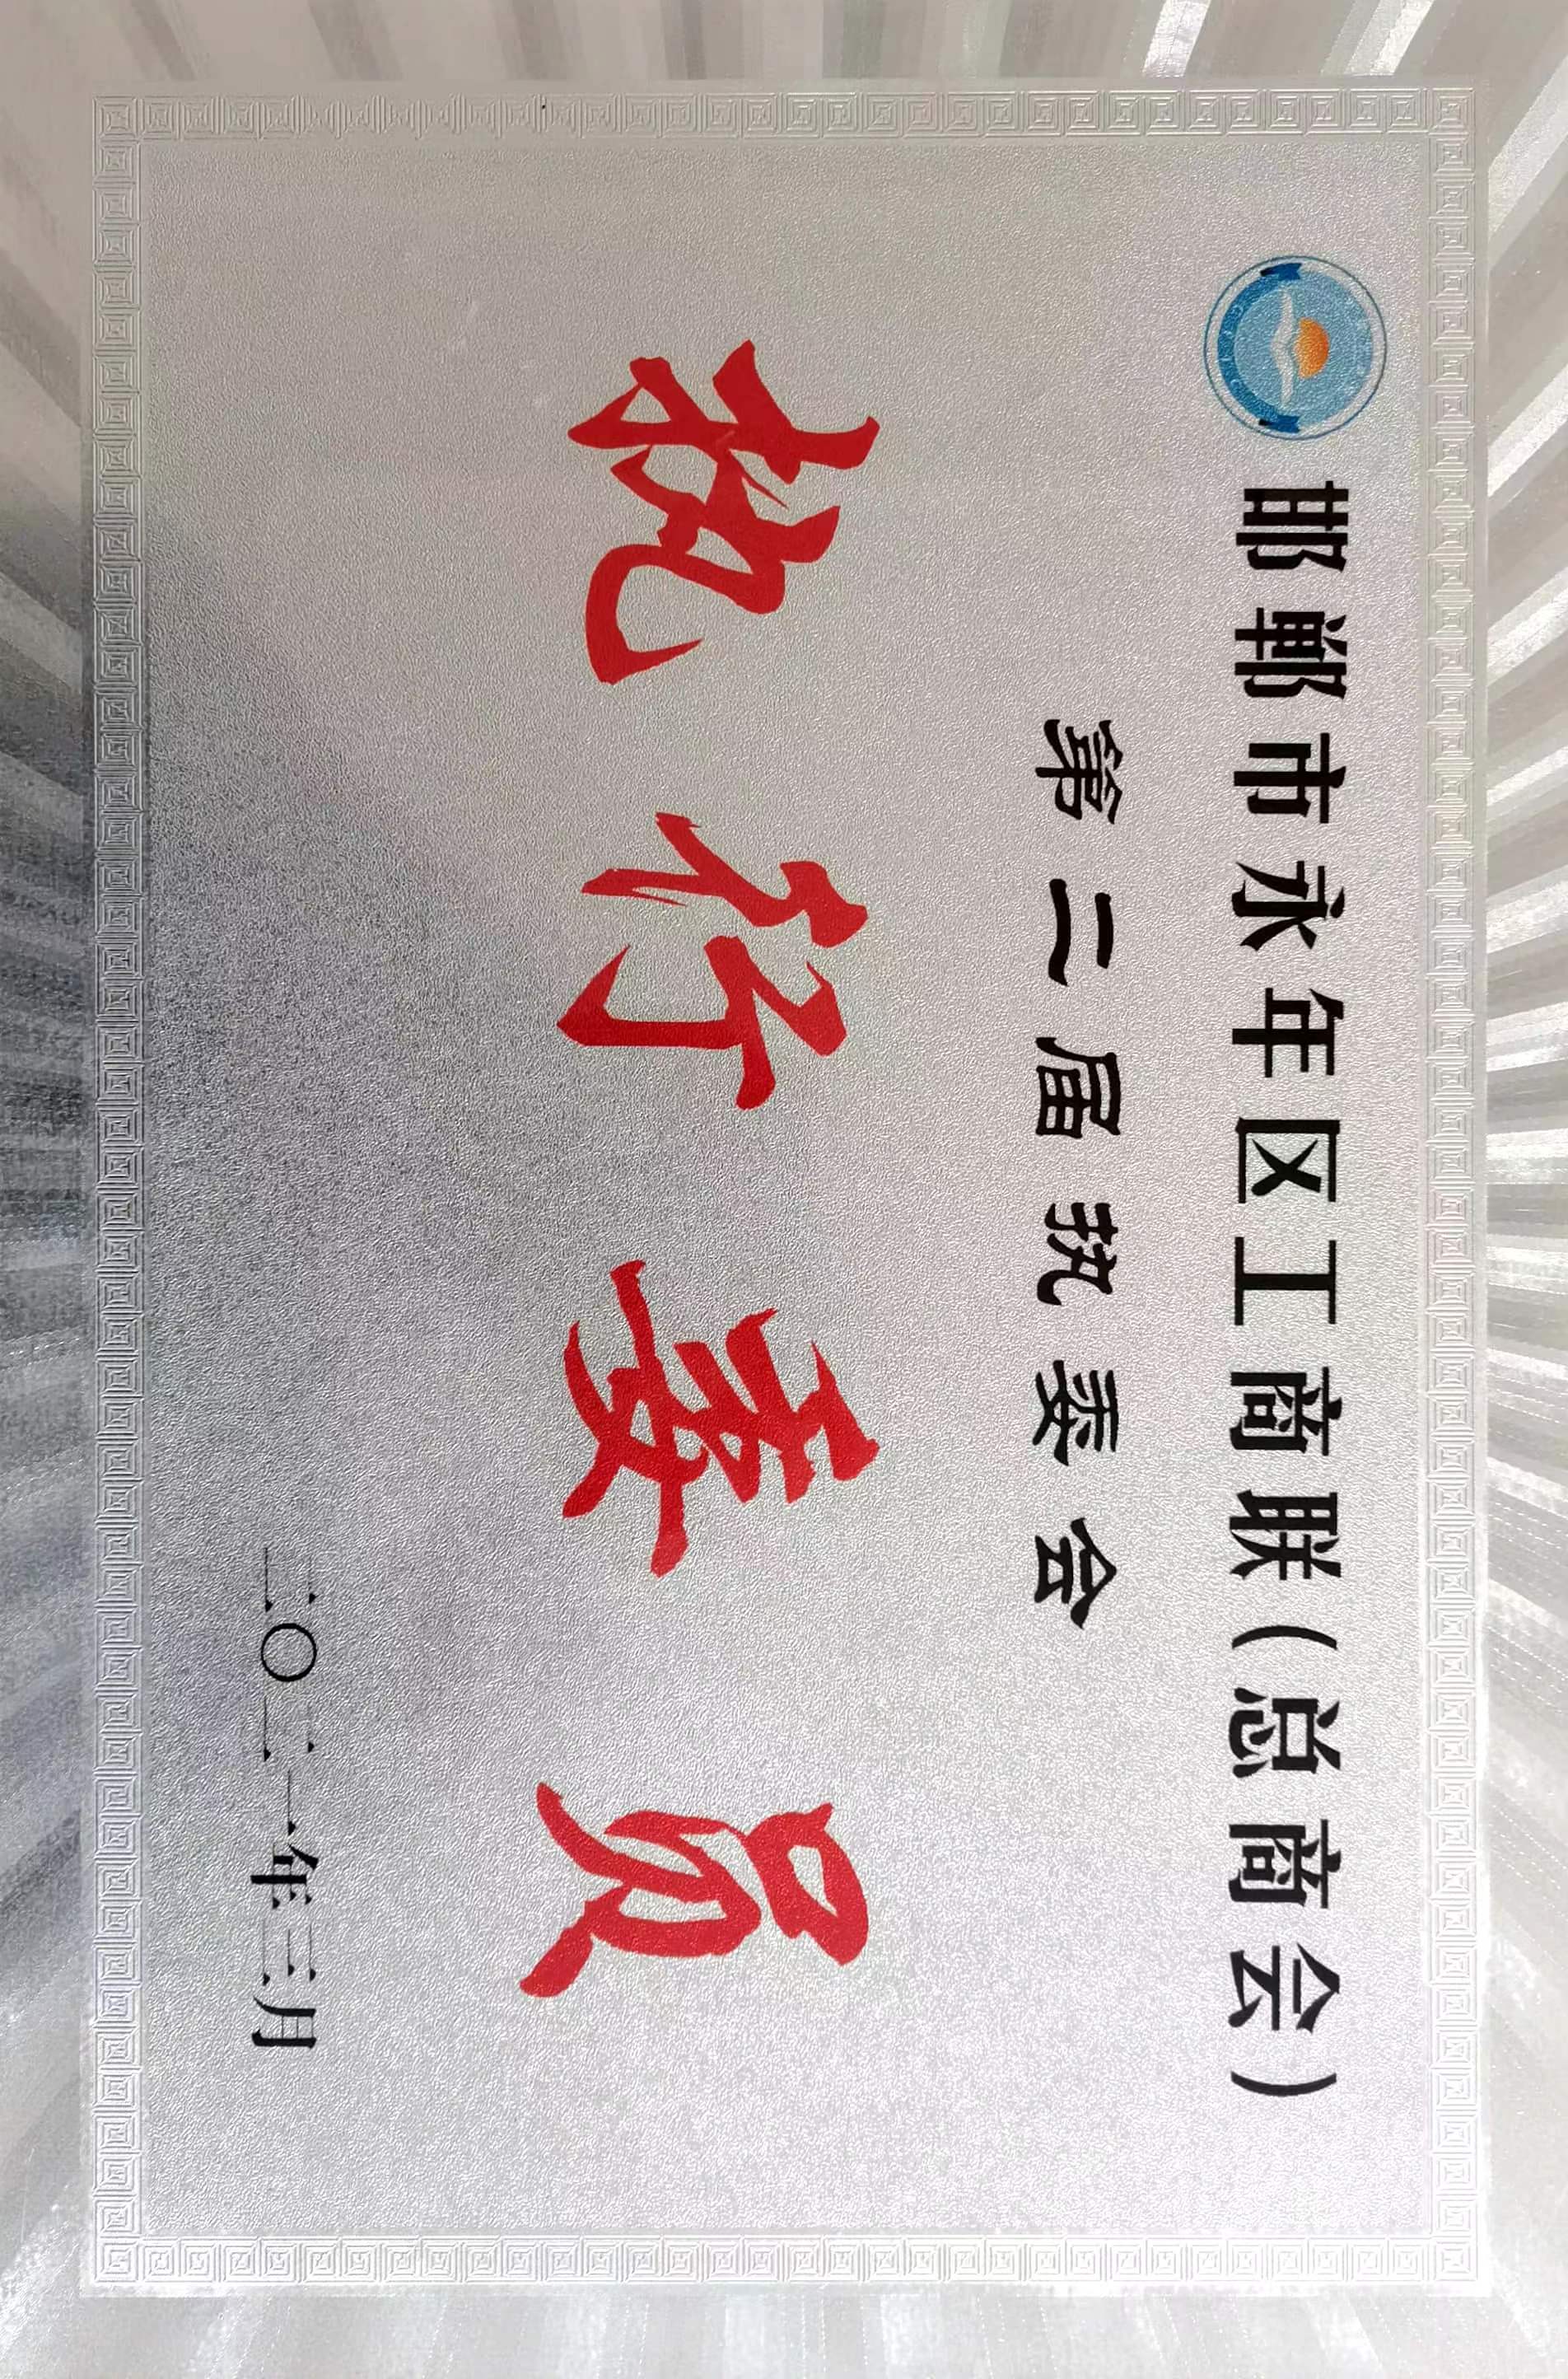 邯郸市永年区工商联(总商会)
第二届执委会
执行委员
二〇二一年三月